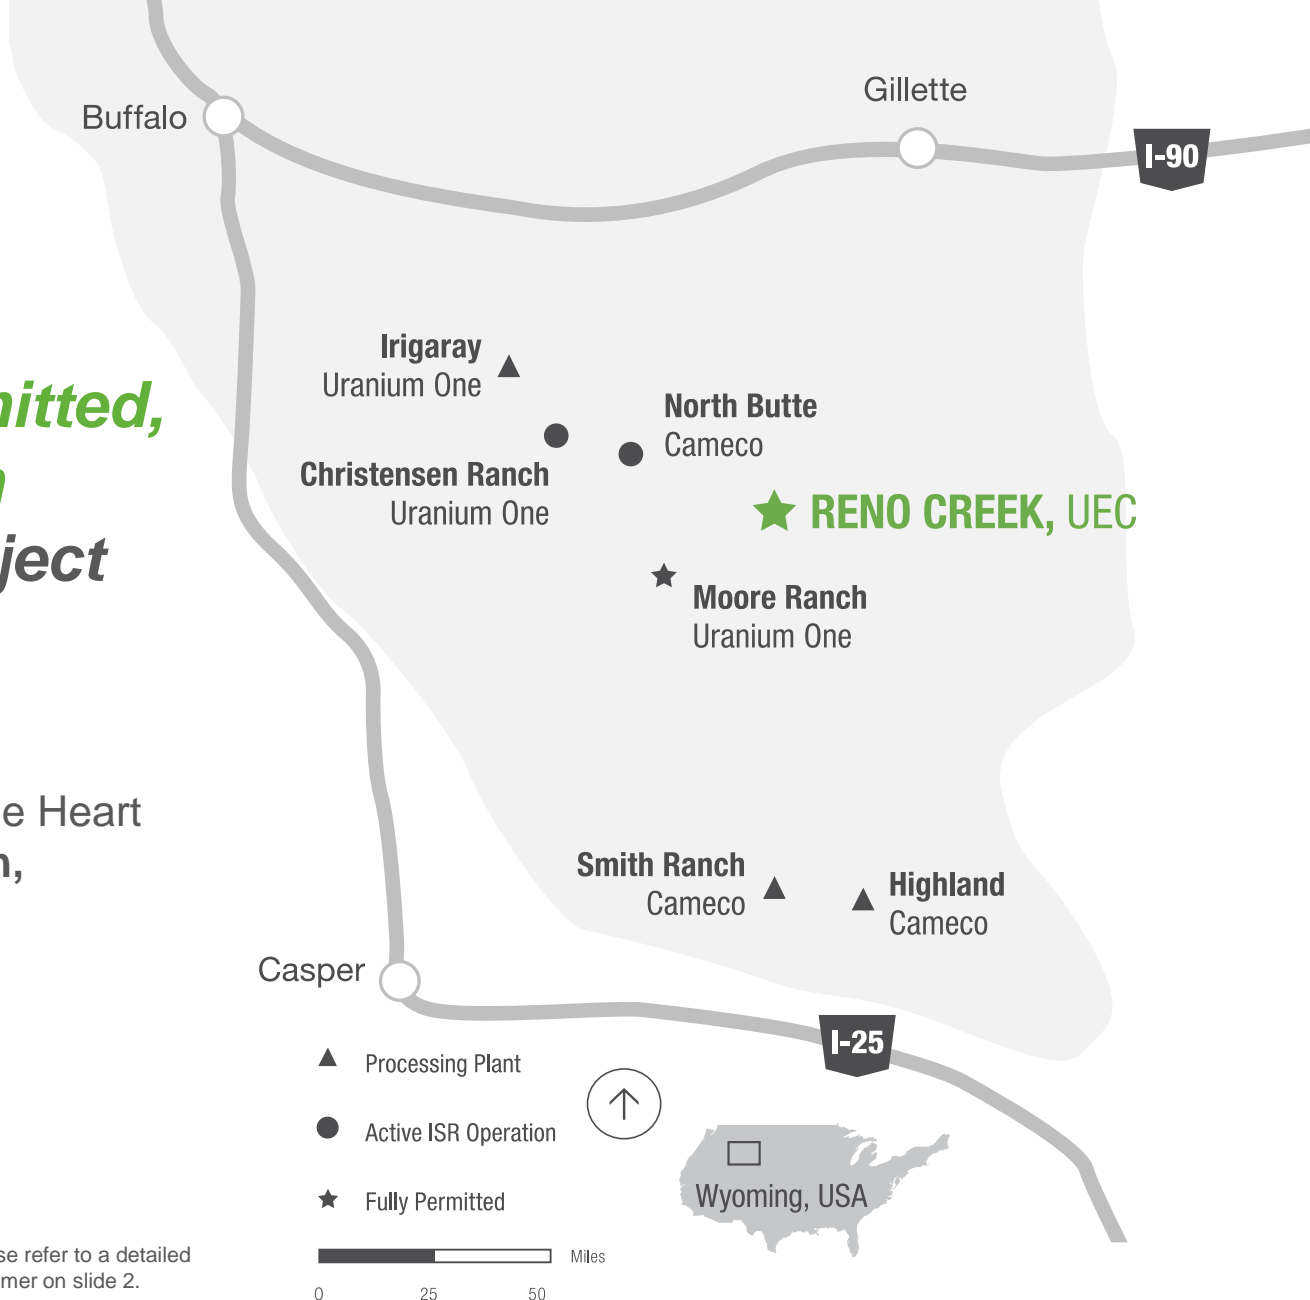 Gillette
Buffalo
I-90
Irigaray
Uranium One
North Butte
Cameco
Christensen Ranch
Uranium One
RENO CREEK, UEC
Moore Ranch
Uranium One
mitted,
n
ject
e Heart
n,
Smith Ranch
Cameco
Highland
Cameco
Casper
I-25
Processing Plant
Active ISR Operation
Fully Permitted
Wyoming, USA
Miles
0 25 50
se refer to a detailed
mer on slide 2.